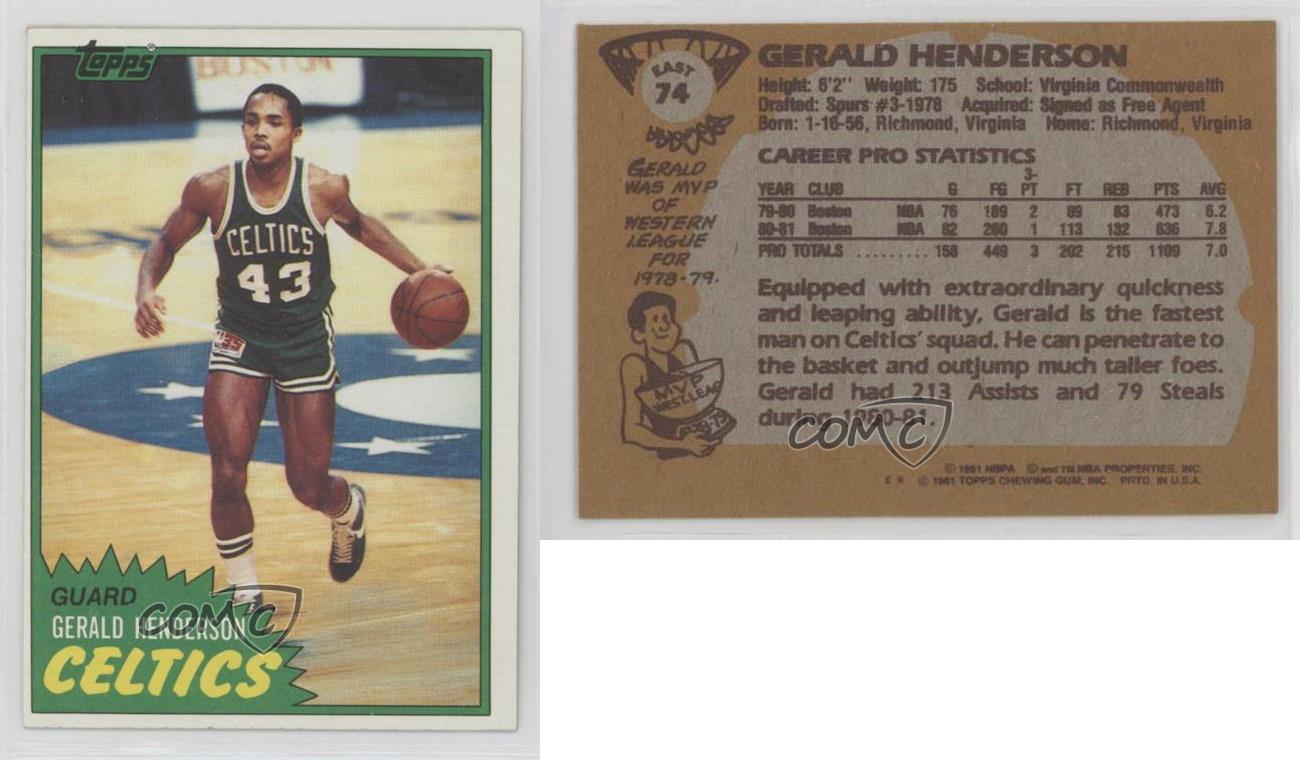 topps®
BOSTON
CELTICS
43
GUARD
GERALD HENDERSON
CELTICS
COMC
EAST
74
GERALD HENDERSON
Height: 6'2" Weight: 175 School: Virginia Commonwealth
Drafted: Spurs #3-1978 Acquired: Signed as Free Agent
Born: 1-16-56, Richmond, Virginia Home: Richmond, Virginia
GERALD
WAS MVP
OF
WESTERN
LEAGUE
FOR
1978-79.
MVP
WEST. LEAG
CAREER PRO STATISTICS
YEAR CLUB G FG 3-PT FT REB PTS AVG
79-80 Boston NBA 76 189 2 89 83 473 6.2
80-81 Boston NBA 82 260 1 113 132 636 7.8
PRO TOTALS ......... 158 449 3 202 215 1109 7.0
Equipped with extraordinary quickness
and leaping ability, Gerald is the fastest
man on Celtics' squad. He can penetrate to
the basket and outjump much taller foes.
Gerald had 213 Assists and 79 Steals
during 1980-81.
COMC
© 1981 NBPA © and TM NBA PROPERTIES, INC.
E * © 1981 TOPPS CHEWING GUM, INC. PRTD. IN U.S.A.